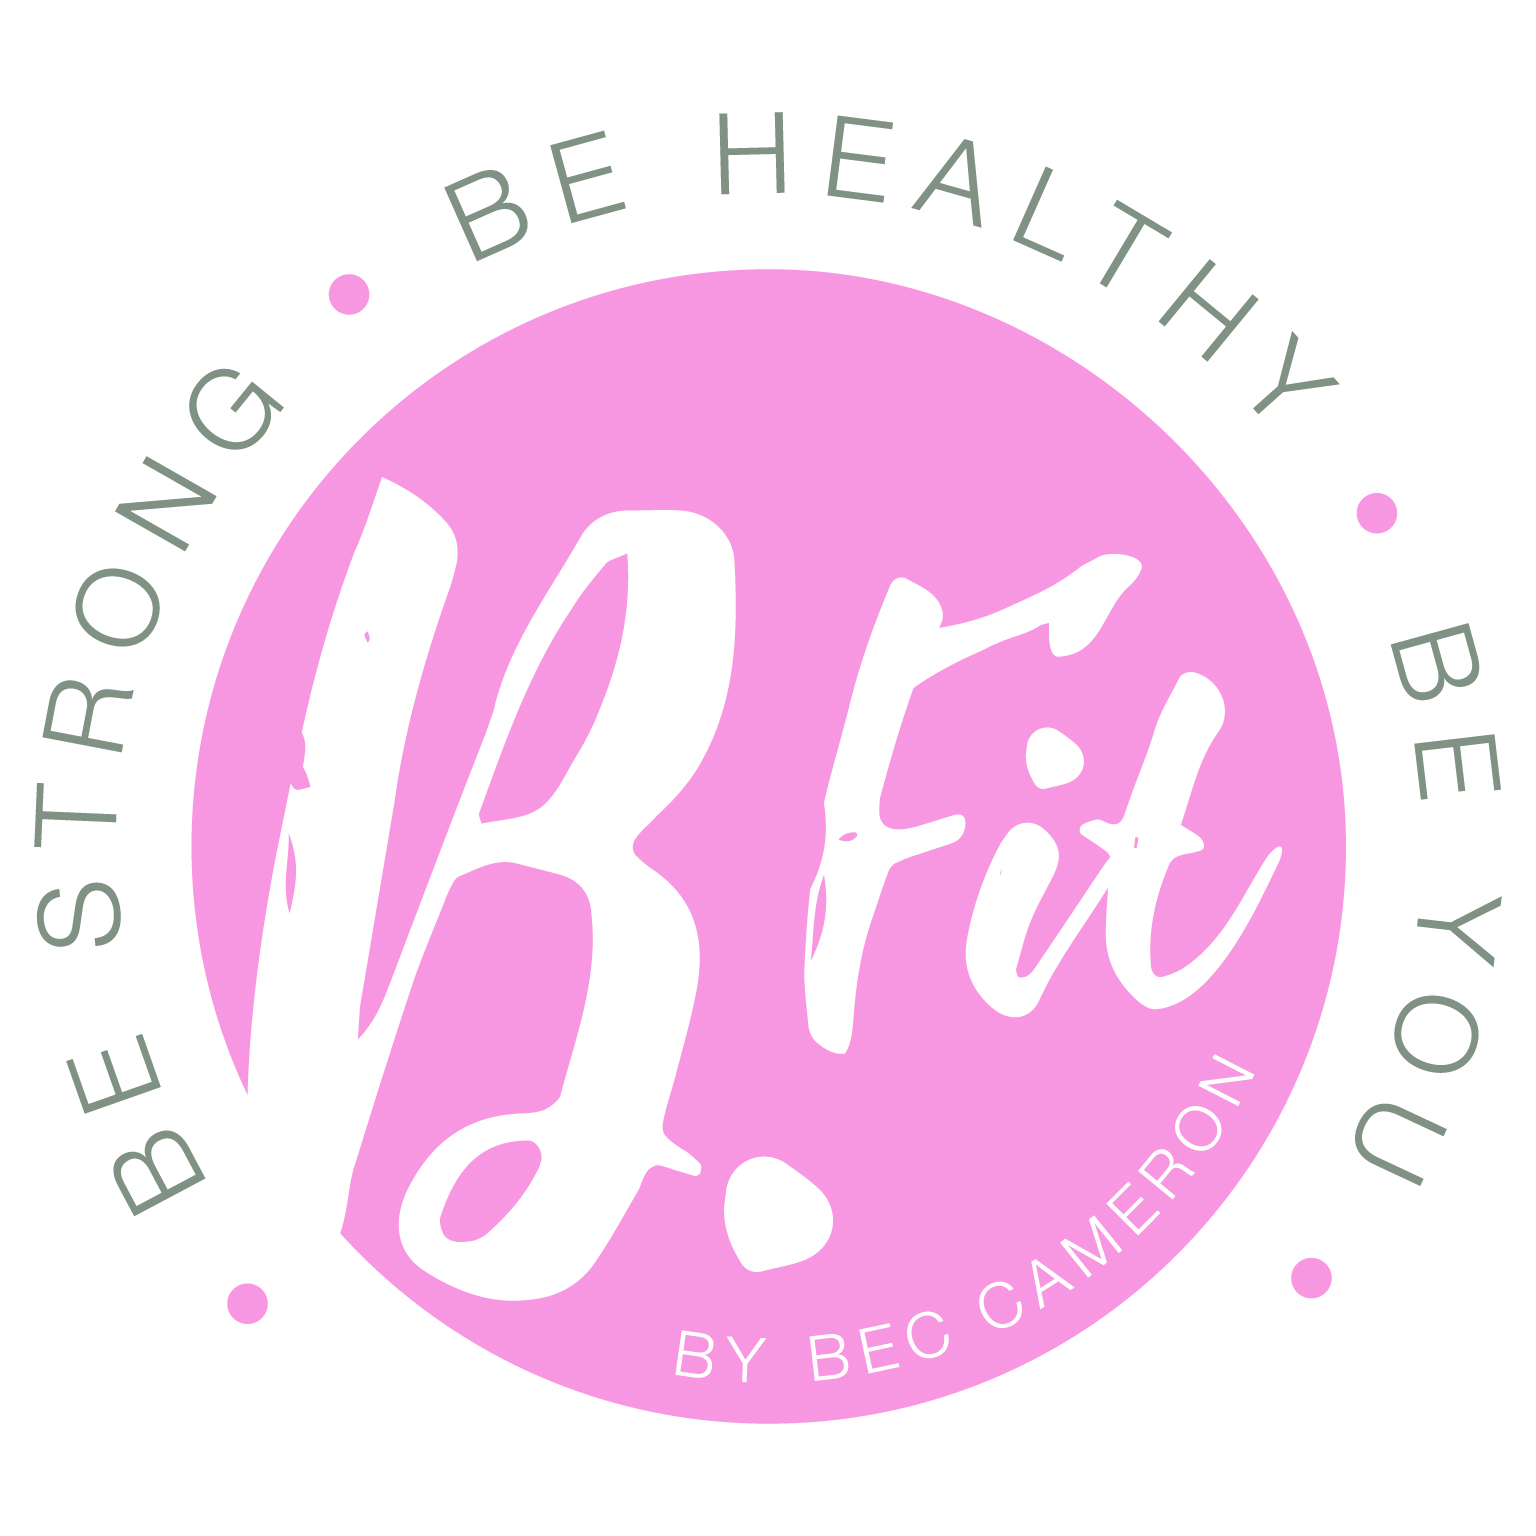 BE STRONG • BE HEALTHY • BE YOU
B.Fit
BY BEC CAMERON